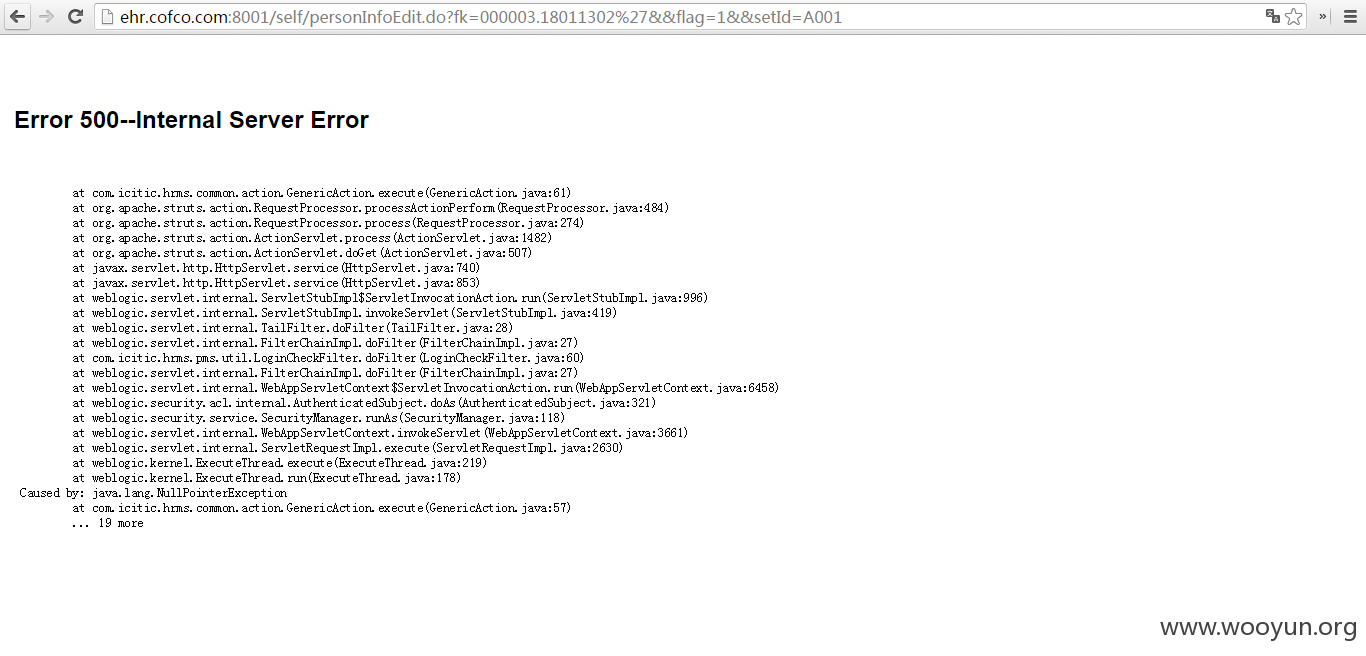 ehr.cofco.com:8001/self/personInfoEdit.do?fk=000003.18011302%27&&flag=1&&setId=A001
Error 500--Internal Server Error
at com.icitic.hrms.common.action.GenericAction.execute(GenericAction.java:61)
at org.apache.struts.action.RequestProcessor.processActionPerform(RequestProcessor.java:484)
at org.apache.struts.action.RequestProcessor.process(RequestProcessor.java:274)
at org.apache.struts.action.ActionServlet.process(ActionServlet.java:1482)
at org.apache.struts.action.ActionServlet.doGet(ActionServlet.java:507)
at javax.servlet.http.HttpServlet.service(HttpServlet.java:740)
at javax.servlet.http.HttpServlet.service(HttpServlet.java:853)
at weblogic.servlet.internal.ServletStubImpl$ServletInvocationAction.run(ServletStubImpl.java:996)
at weblogic.servlet.internal.ServletStubImpl.invokeServlet(ServletStubImpl.java:419)
at weblogic.servlet.internal.TailFilter.doFilter(TailFilter.java:28)
at weblogic.servlet.internal.FilterChainImpl.doFilter(FilterChainImpl.java:27)
at com.icitic.hrms.pms.util.LoginCheckFilter.doFilter(LoginCheckFilter.java:60)
at weblogic.servlet.internal.FilterChainImpl.doFilter(FilterChainImpl.java:27)
at weblogic.servlet.internal.WebAppServletContext$ServletInvocationAction.run(WebAppServletContext.java:6458)
at weblogic.security.acl.internal.AuthenticatedSubject.doAs(AuthenticatedSubject.java:321)
at weblogic.security.service.SecurityManager.runAs(SecurityManager.java:118)
at weblogic.servlet.internal.WebAppServletContext.invokeServlet(WebAppServletContext.java:3661)
at weblogic.servlet.internal.ServletRequestImpl.execute(ServletRequestImpl.java:2630)
at weblogic.kernel.ExecuteThread.execute(ExecuteThread.java:219)
at weblogic.kernel.ExecuteThread.run(ExecuteThread.java:178)
Caused by: java.lang.NullPointerException
at com.icitic.hrms.common.action.GenericAction.execute(GenericAction.java:57)
... 19 more
www.wooyun.org